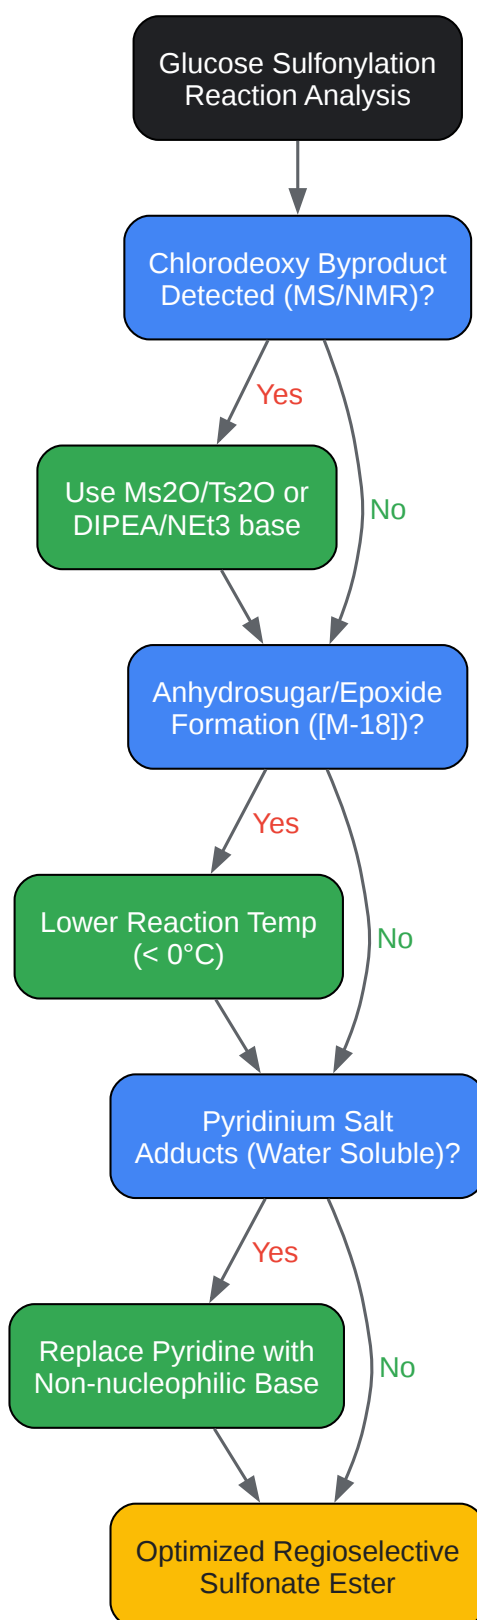 Glucose Sulfonylation
Reaction Analysis
Chlorodeoxy Byproduct
Detected (MS/NMR)?
Yes
Use Ms2O/Ts2O or
DIPEA/NEt3 base
No
Anhydrosugar/Epoxide
Formation ([M-18])?
Yes
Lower Reaction Temp
(< 0°C)
No
Pyridinium Salt
Adducts (Water Soluble)?
Yes
Replace Pyridine with
Non-nucleophilic Base
No
Optimized Regioselective
Sulfonate Ester